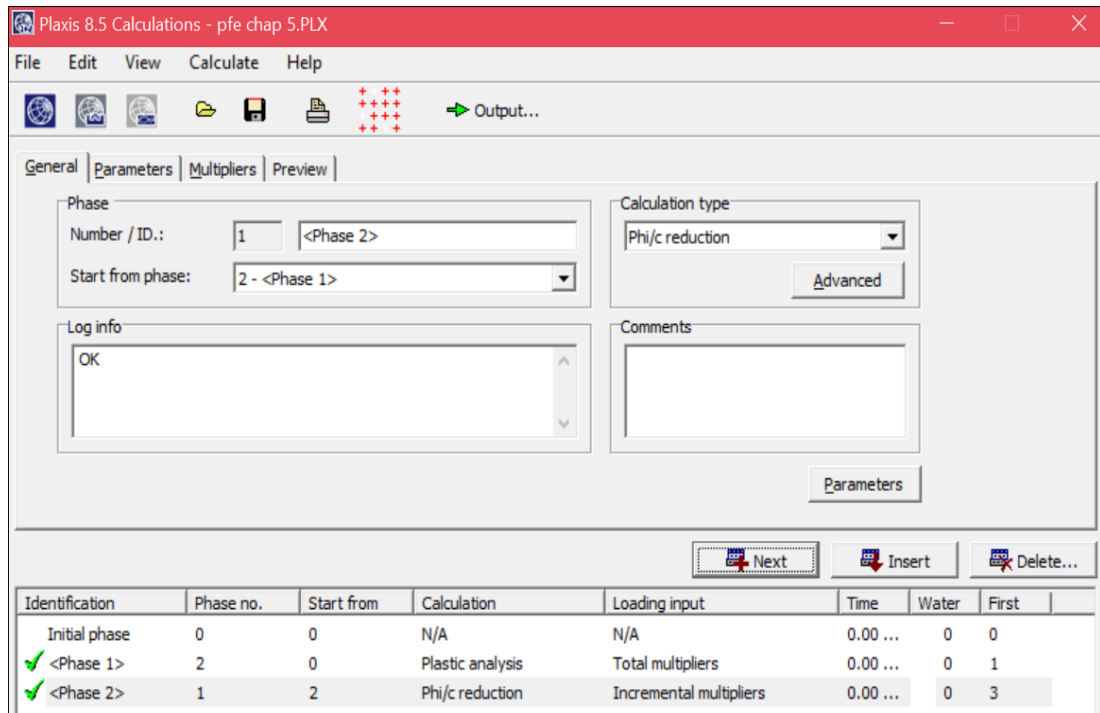 Plaxis 8.5 Calculations - pfe chap 5.PLX
File Edit View Calculate Help
Output...
General Parameters Multipliers Preview
Phase
Number / ID.: 1 <Phase 2>
Start from phase: 2 - <Phase 1>
Calculation type
Phi/c reduction
Advanced
Log info
OK
Comments
Parameters
Next Insert Delete...
Identification Phase no. Start from Calculation Loading input Time Water First
Initial phase 0 0 N/A N/A 0.00 ... 0 0
<Phase 1> 2 0 Plastic analysis Total multipliers 0.00 ... 0 1
<Phase 2> 1 2 Phi/c reduction Incremental multipliers 0.00 ... 0 3